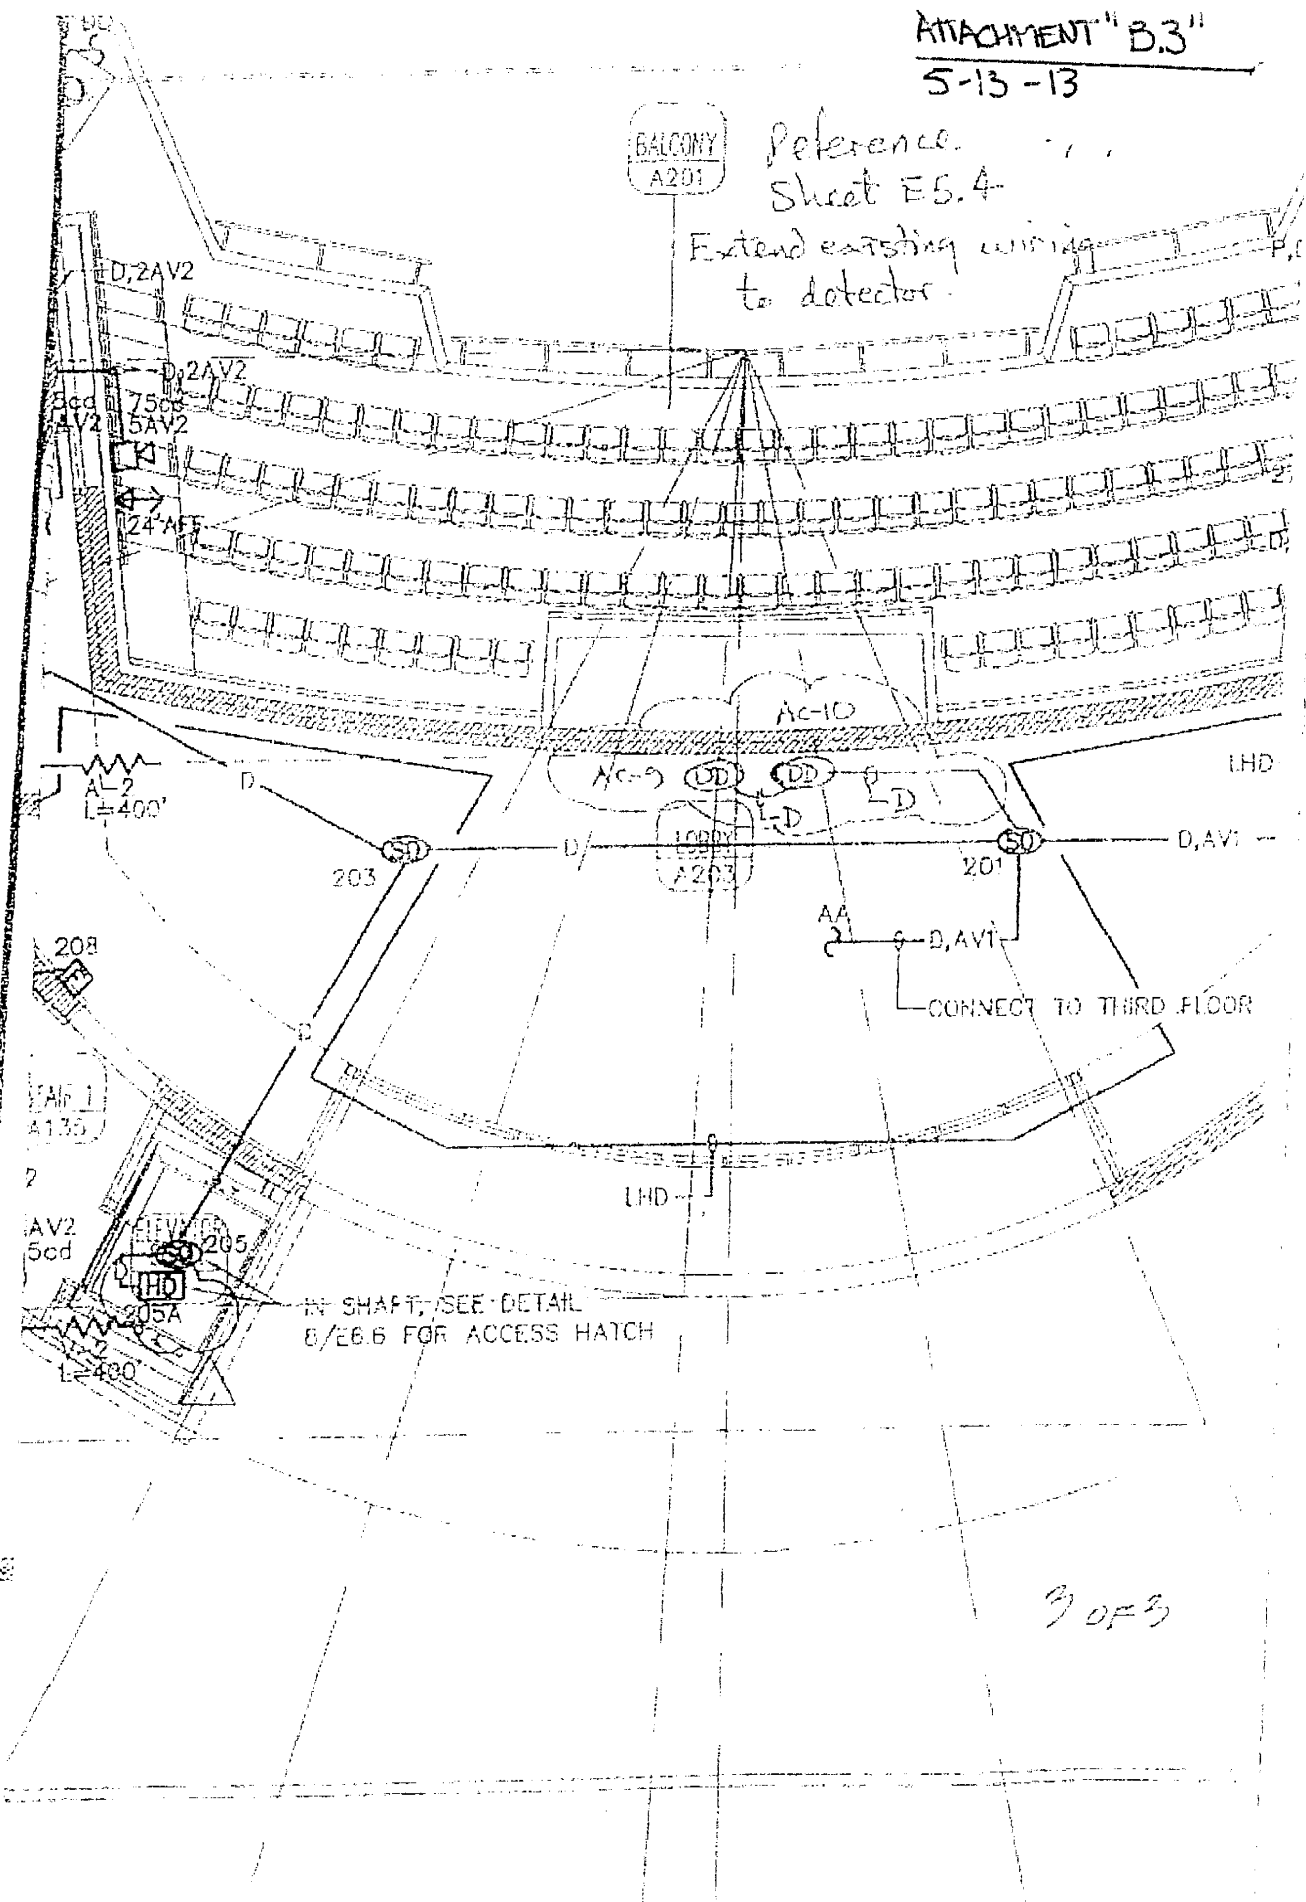 ATTACHMENT "B.3"
5-13-13
BALCONY
A201
Reference
Sheet E5.4
Extend existing wiring
to detector.
D,2AV2
D,2AV2
75cd
AV2
5AV2
24"AFF
AC-10
A-2
L=400'
D
AC-9
DD
DD
D
D
LHD
SD
203
D
LOBBY
A203
SD
201
D,AV1
AA
D,AV1
CONNECT TO THIRD FLOOR
208
F
D
A135
LHD
AV2
5cd
ELEVATOR
SD
205
D
HD
205A
IN SHAFT, SEE DETAIL
8/E6.6 FOR ACCESS HATCH
L=400'
3 OF 3